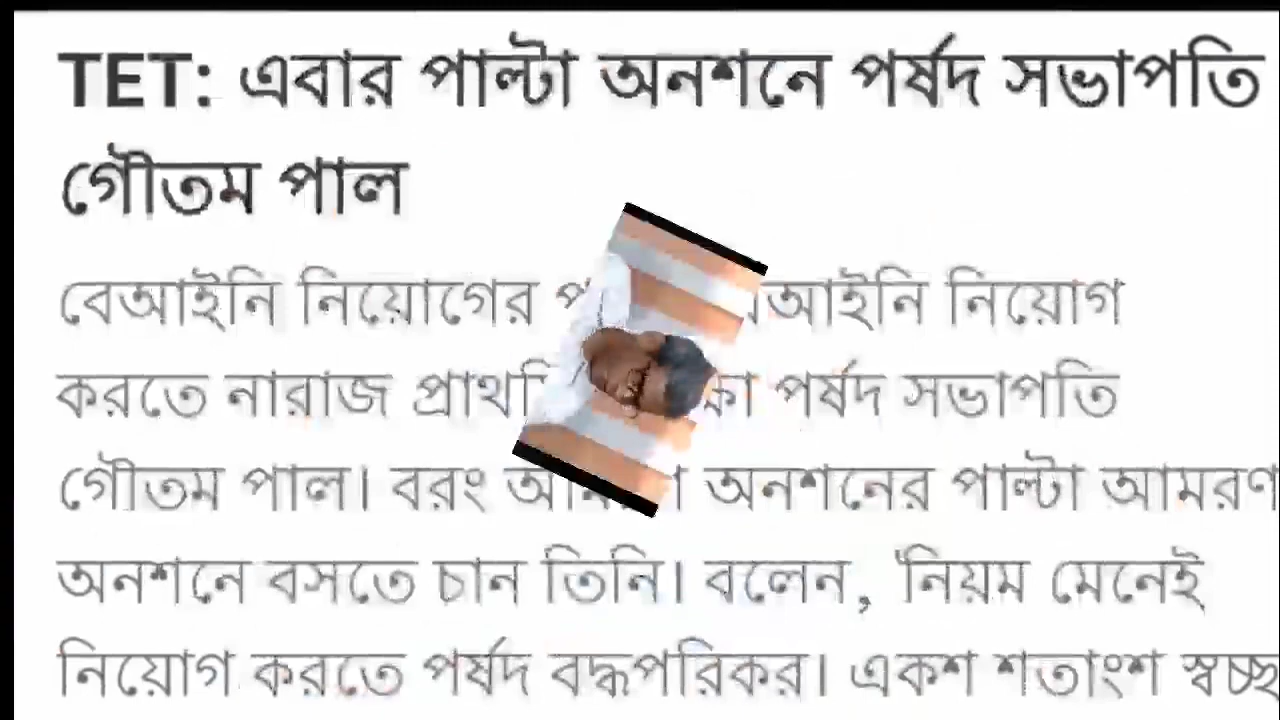 TET: এবার পাল্টা অনশনে পর্ষদ সভাপতি
গৌতম পাল
বেআইনি নিয়োগের নিয়োগ
করতে নারাজ পর্ষদ সভাপতি
গৌতম পাল। বরং অনশনের পাল্টা আমরণ
অনশনে বসতে চান তিনি। বলেন, 'নিয়ম মেনেই
নিয়োগ করতে পর্ষদ বদ্ধপরিকর। একশ শতাংশ স্বচ্ছ